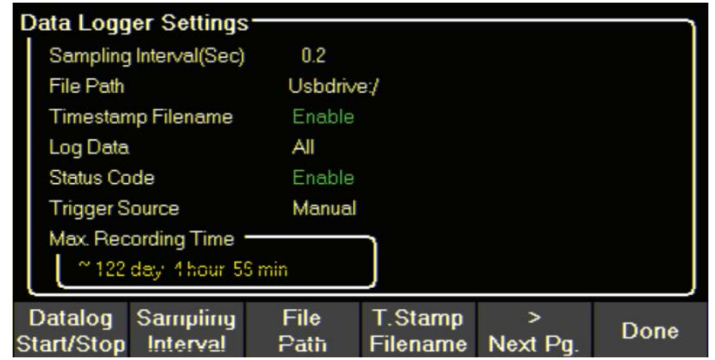 Data Logger Settings
Sampling Interval(Sec) 0.2
File Path Usbdrive:/
Timestamp Filename Enable
Log Data All
Status Code Enable
Trigger Source Manual
Max. Recording Time
~ 122 day 4 hour 56 min
Datalog Sampling File T.Stamp > Done
Start/Stop Interval Path Filename Next Pg.